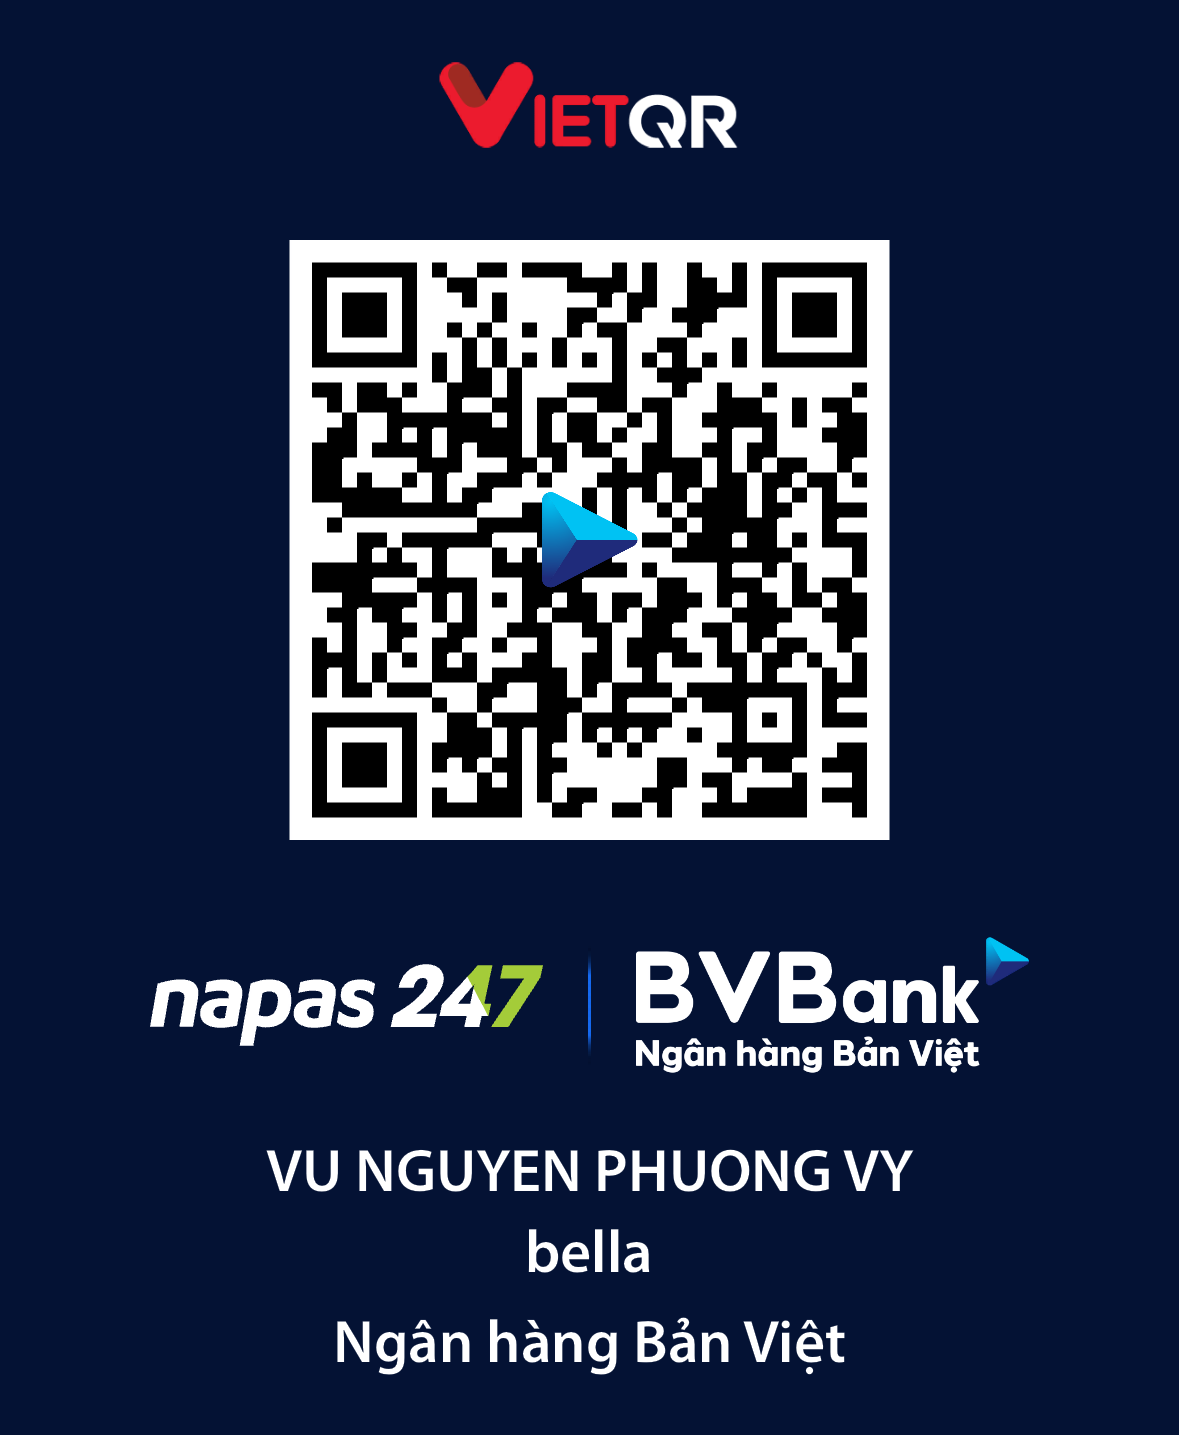 VIETQR
napas 247
BVBank
Ngân hàng Bản Việt
VU NGUYEN PHUONG VY
bella
Ngân hàng Bản Việt